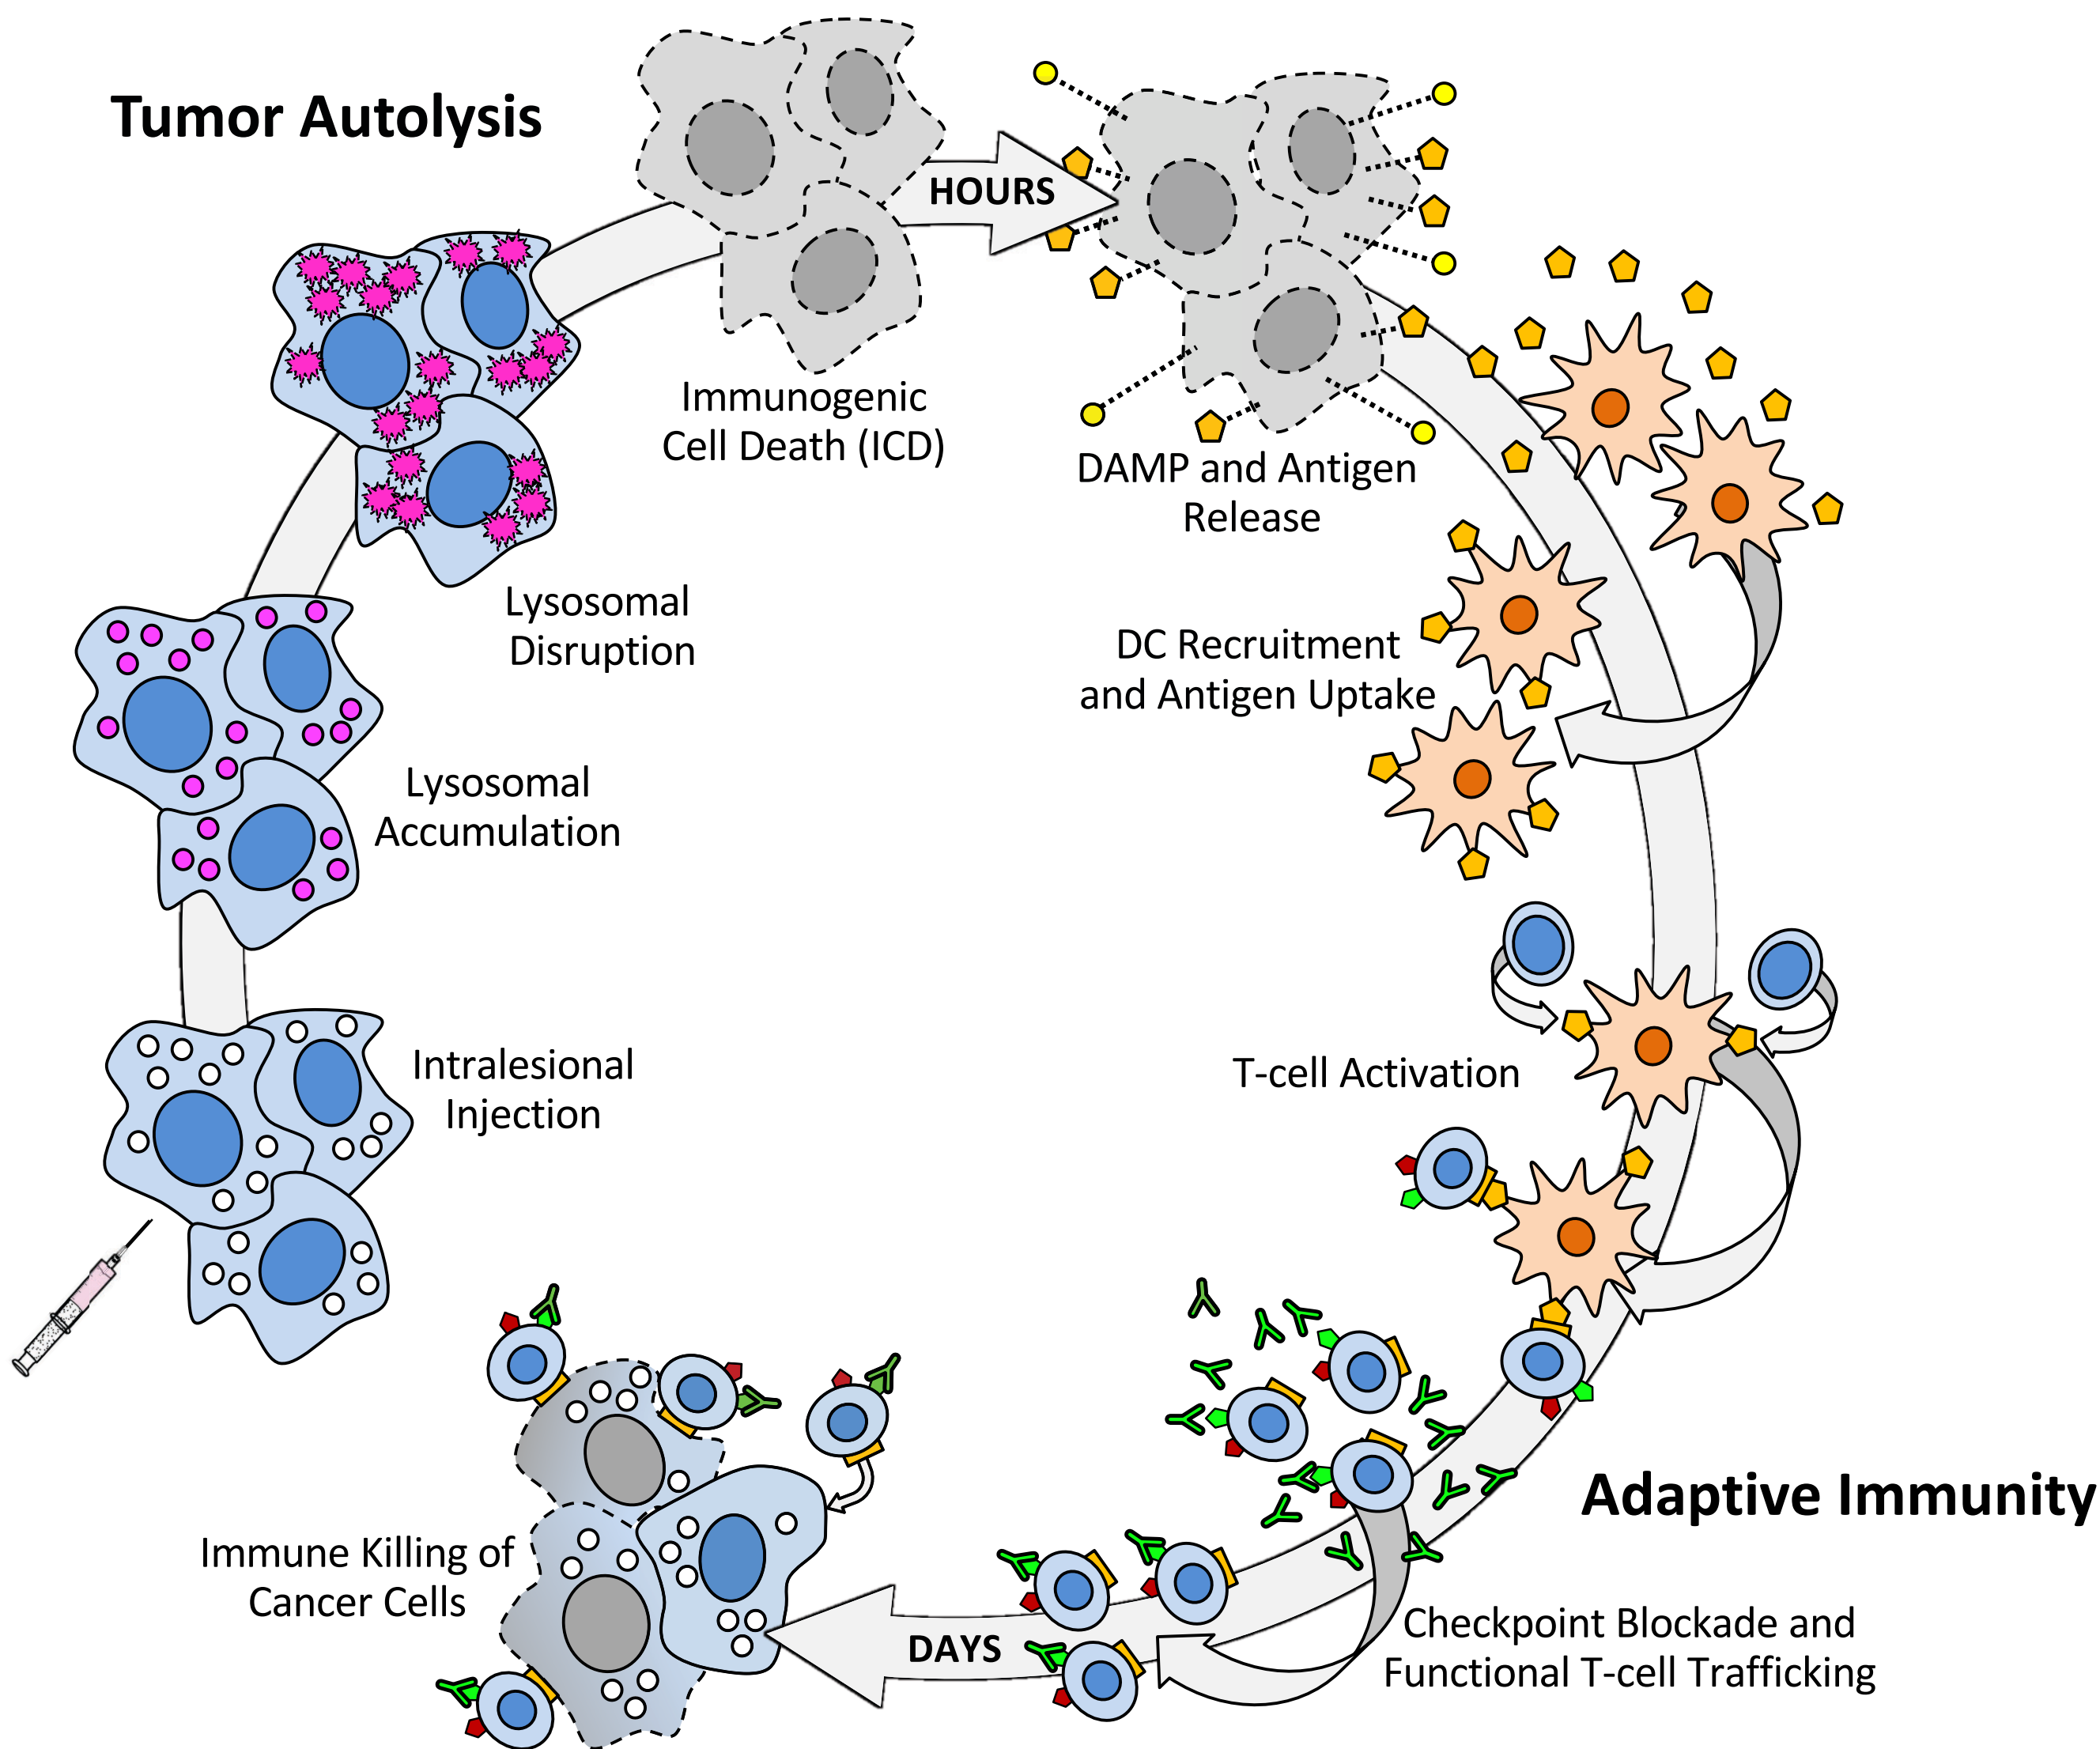 Tumor Autolysis
HOURS
Immunogenic
Cell Death (ICD)
DAMP and Antigen
Release
Lysosomal
Disruption
DC Recruitment
and Antigen Uptake
Lysosomal
Accumulation
Intralesional
Injection
T-cell Activation
Adaptive Immunity
Immune Killing of
Cancer Cells
DAYS
Checkpoint Blockade and
Functional T-cell Trafficking